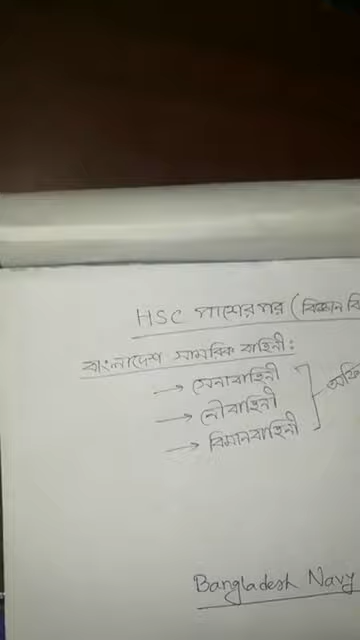 HSC পাশের পর (বিজ্ঞান বি
বাংলাদেশ সামরিক বাহিনী:
→ সেনাবাহিনী
→ নৌবাহিনী
→ বিমানবাহিনী
Bangladesh Navy